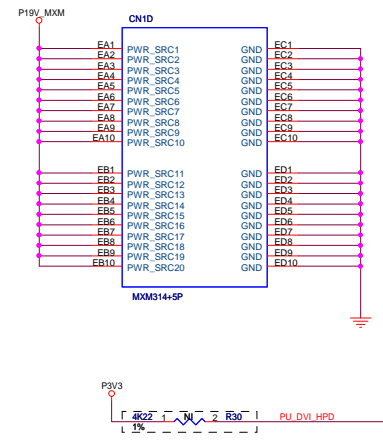 P19V_MXM
CN1D
EA1 PWR_SRC1 GND EC1
EA2 PWR_SRC2 GND EC2
EA3 PWR_SRC3 GND EC3
EA4 PWR_SRC4 GND EC4
EA5 PWR_SRC5 GND EC5
EA6 PWR_SRC6 GND EC6
EA7 PWR_SRC7 GND EC7
EA8 PWR_SRC8 GND EC8
EA9 PWR_SRC9 GND EC9
EA10 PWR_SRC10 GND EC10
EB1 PWR_SRC11 GND ED1
EB2 PWR_SRC12 GND ED2
EB3 PWR_SRC13 GND ED3
EB4 PWR_SRC14 GND ED4
EB5 PWR_SRC15 GND ED5
EB6 PWR_SRC16 GND ED6
EB7 PWR_SRC17 GND ED7
EB8 PWR_SRC18 GND ED8
EB9 PWR_SRC19 GND ED9
EB10 PWR_SRC20 GND ED10
MXM314+5P
P3V3
4K22 1 NI 2 R30 PU_DVI_HPD
1%